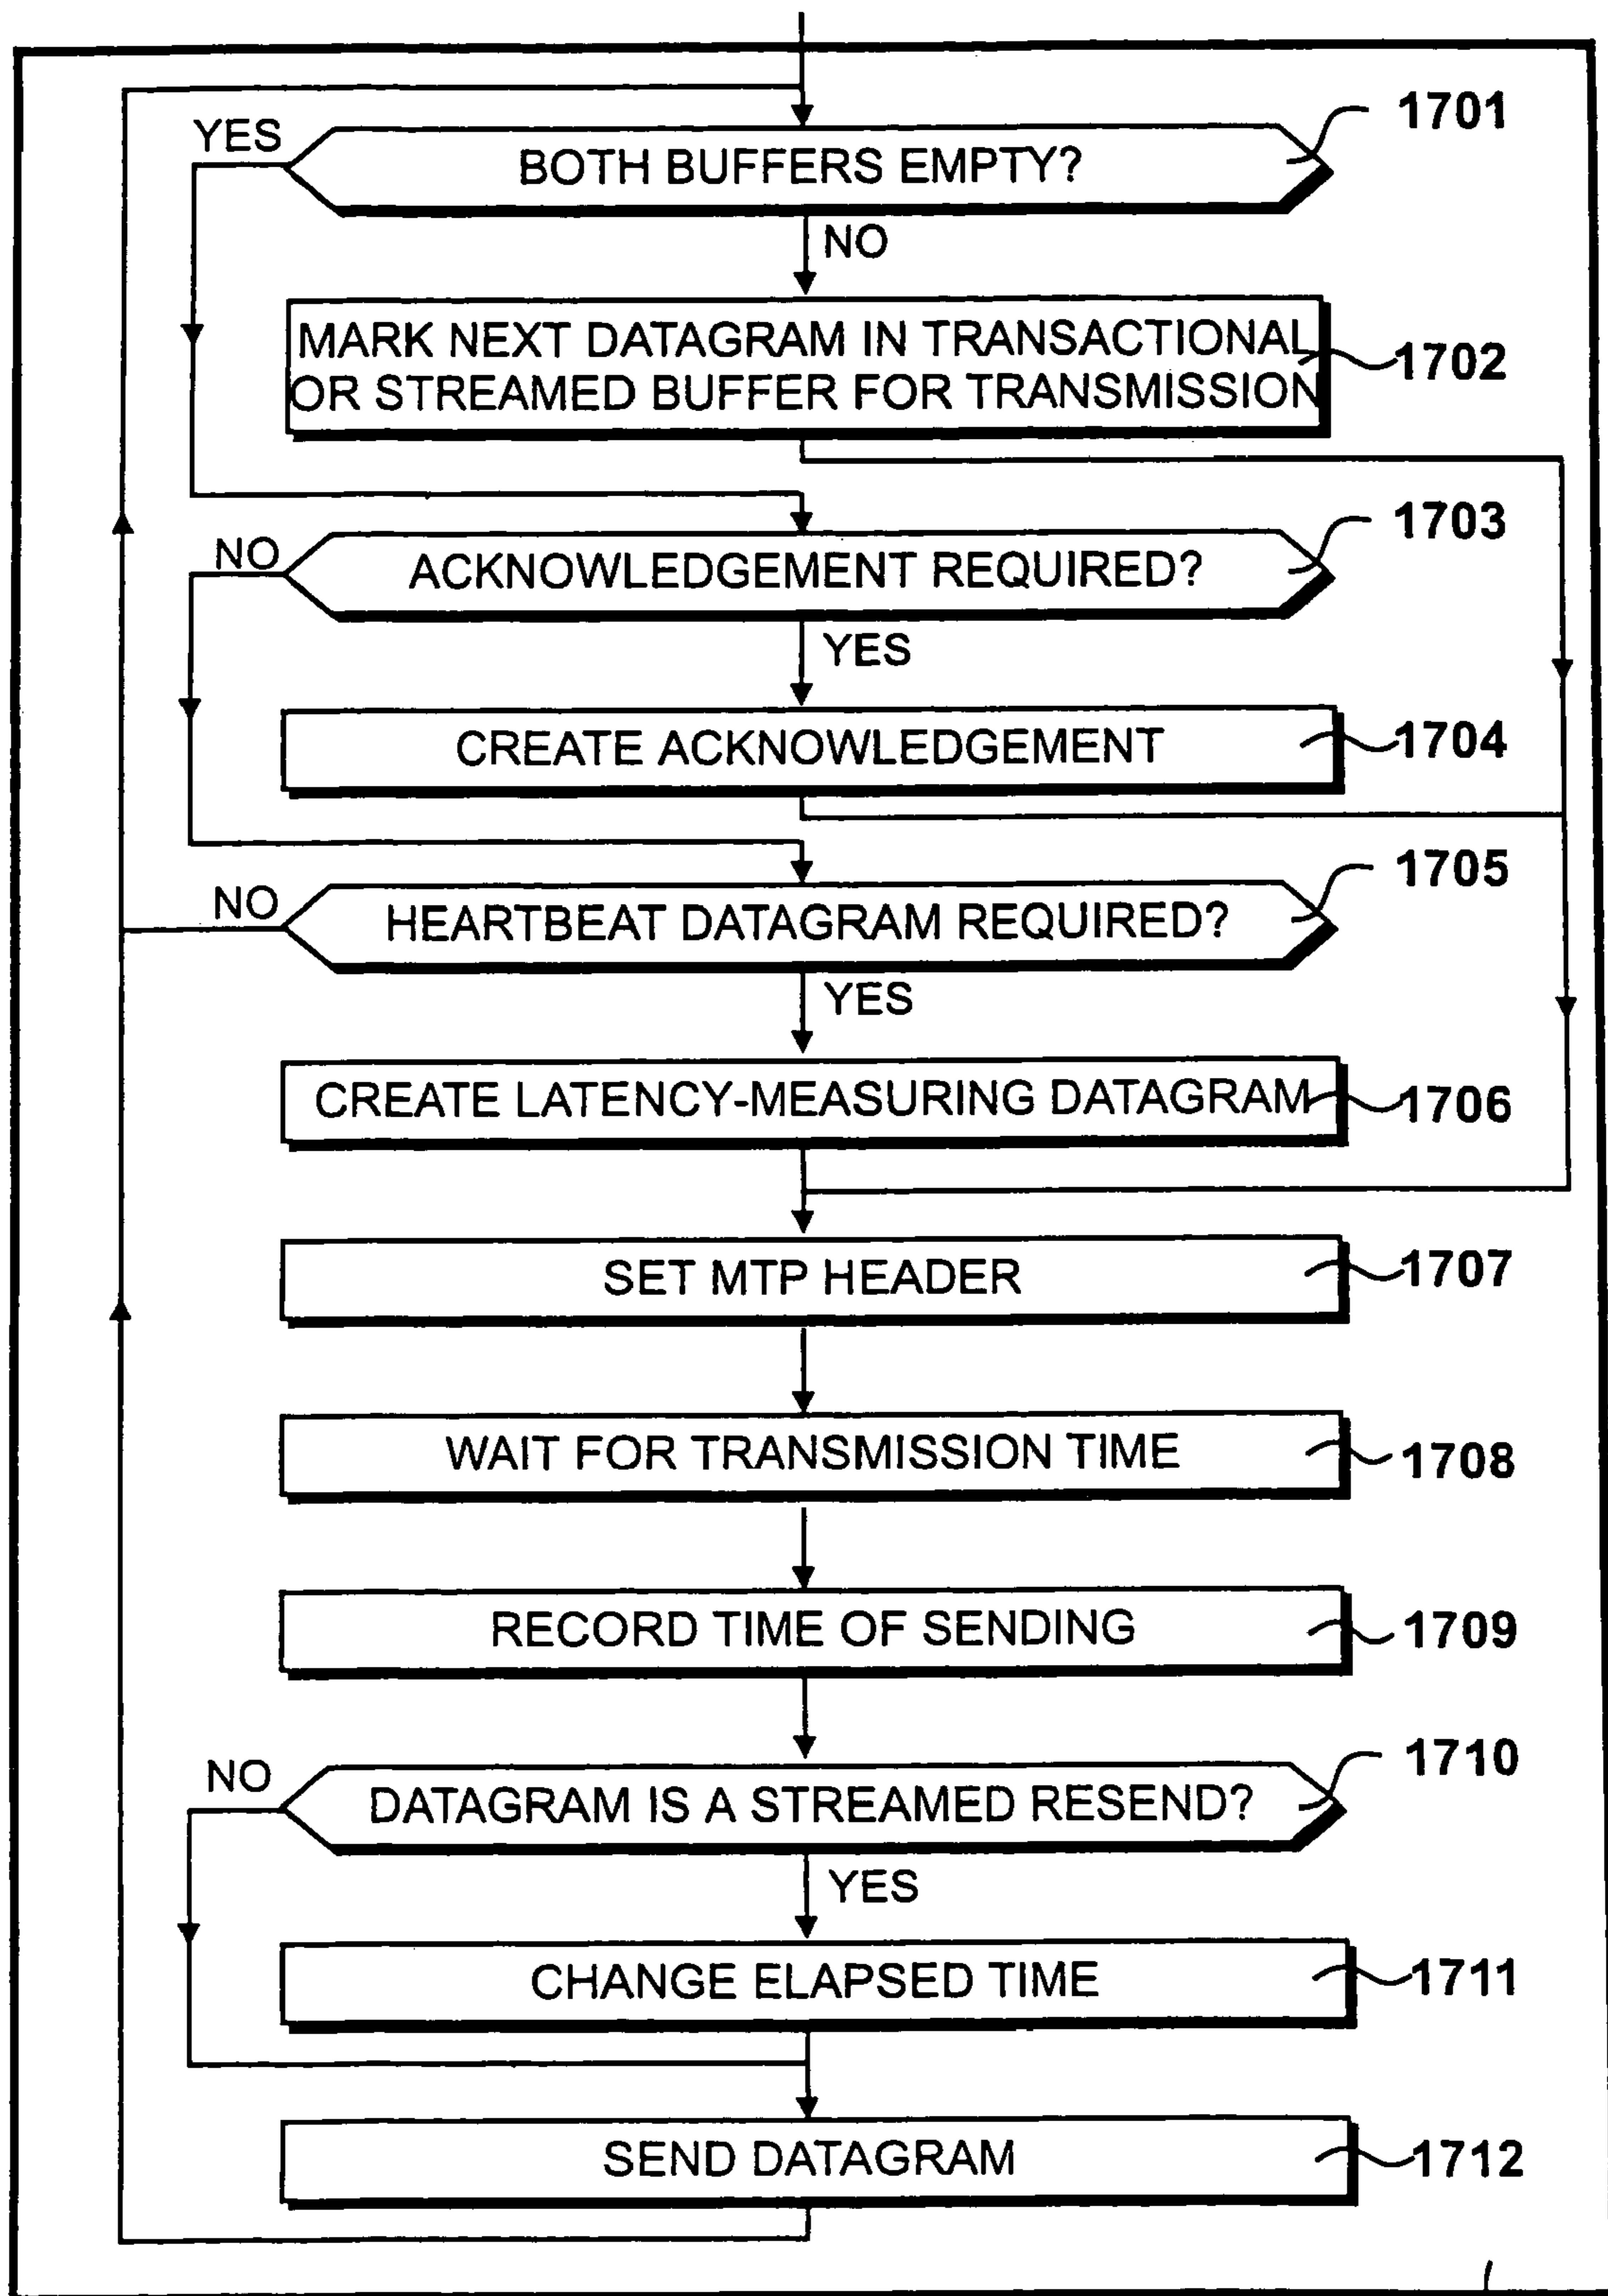 1701
YES
BOTH BUFFERS EMPTY?
NO
MARK NEXT DATAGRAM IN TRANSACTIONAL
OR STREAMED BUFFER FOR TRANSMISSION
1702
1703
NO
ACKNOWLEDGEMENT REQUIRED?
YES
CREATE ACKNOWLEDGEMENT
1704
1705
NO
HEARTBEAT DATAGRAM REQUIRED?
YES
CREATE LATENCY-MEASURING DATAGRAM
1706
SET MTP HEADER
1707
WAIT FOR TRANSMISSION TIME
1708
RECORD TIME OF SENDING
1709
1710
NO
DATAGRAM IS A STREAMED RESEND?
YES
CHANGE ELAPSED TIME
1711
SEND DATAGRAM
1712